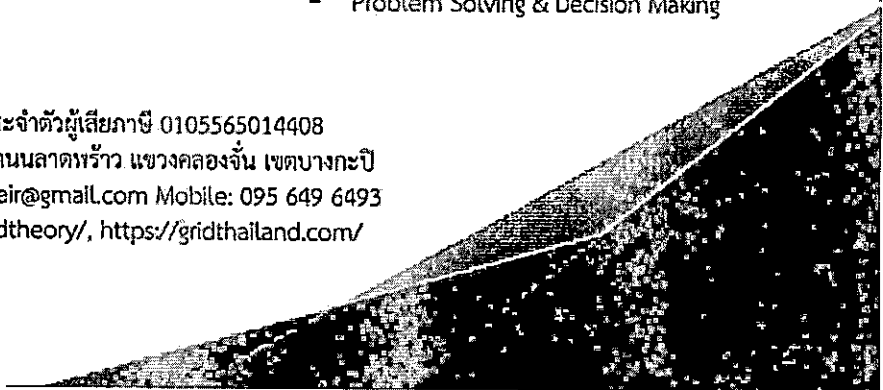 - Problem Solving & Decision Making
ะจำตัวผู้เสียภาษี 0105565014408
านนลาดพร้าว แขวงคลองจั่น เขตบางกะปิ
eir@gmail.com Mobile: 095 649 6493
dtheory/, https://gridthailand.com/